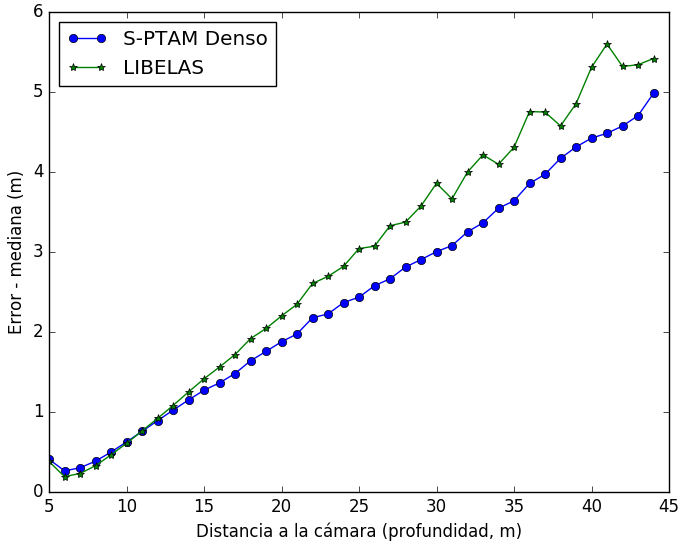 S-PTAM Denso
LIBELAS
Error - mediana (m)
6
5
4
3
2
1
0
5 10 15 20 25 30 35 40 45
Distancia a la cámara (profundidad, m)